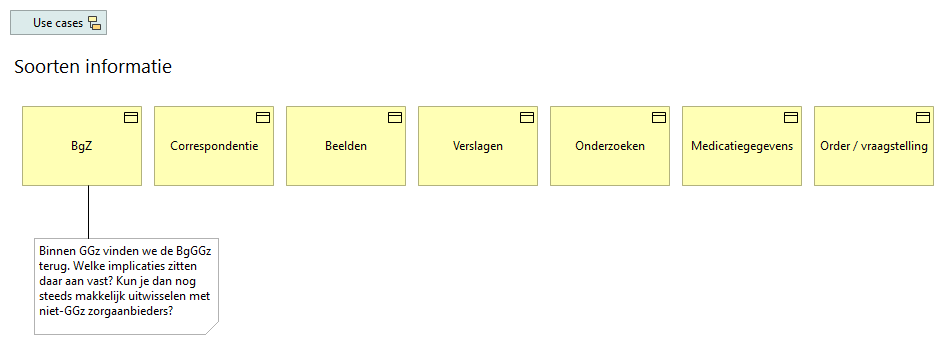 Use cases
Soorten informatie
BgZ
Correspondentie
Beelden
Verslagen
Onderzoeken
Medicatiegegevens
Order / vraagstelling
Binnen GGz vinden we de BgGGz
terug. Welke implicaties zitten
daar aan vast? Kun je dan nog
steeds makkelijk uitwisselen met
niet-GGz zorgaanbieders?